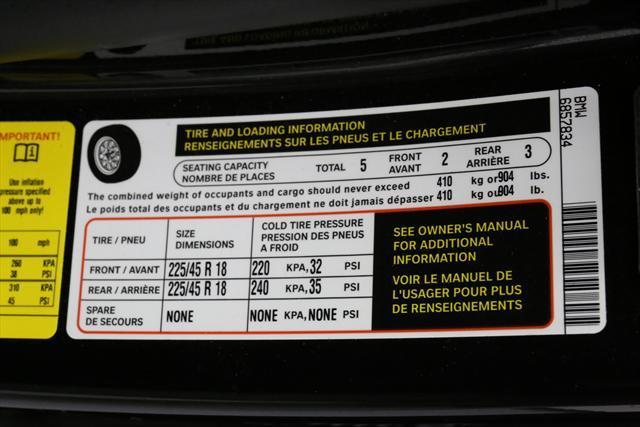 IMPORTANT!
Use inflation
pressure specified
above up to
100 mph only!
100 mph
260 KPA
38 PSI
310 KPA
45 PSI
TIRE AND LOADING INFORMATION
RENSEIGNEMENTS SUR LES PNEUS ET LE CHARGEMENT
SEATING CAPACITY
NOMBRE DE PLACES
TOTAL 5
FRONT
AVANT
2
REAR
ARRIÈRE
3
The combined weight of occupants and cargo should never exceed 410 kg or 904 lbs.
Le poids total des occupants et du chargement ne doit jamais dépasser 410 kg ou 904 lb.
TIRE / PNEU
SIZE
DIMENSIONS
COLD TIRE PRESSURE
PRESSION DES PNEUS
A FROID
FRONT / AVANT 225/45 R 18 220 KPA, 32 PSI
REAR / ARRIÈRE 225/45 R 18 240 KPA, 35 PSI
SPARE
DE SECOURS
NONE NONE KPA, NONE PSI
SEE OWNER'S MANUAL
FOR ADDITIONAL
INFORMATION
VOIR LE MANUEL DE
L'USAGER POUR PLUS
DE RENSEIGNEMENTS
BMW
6857834